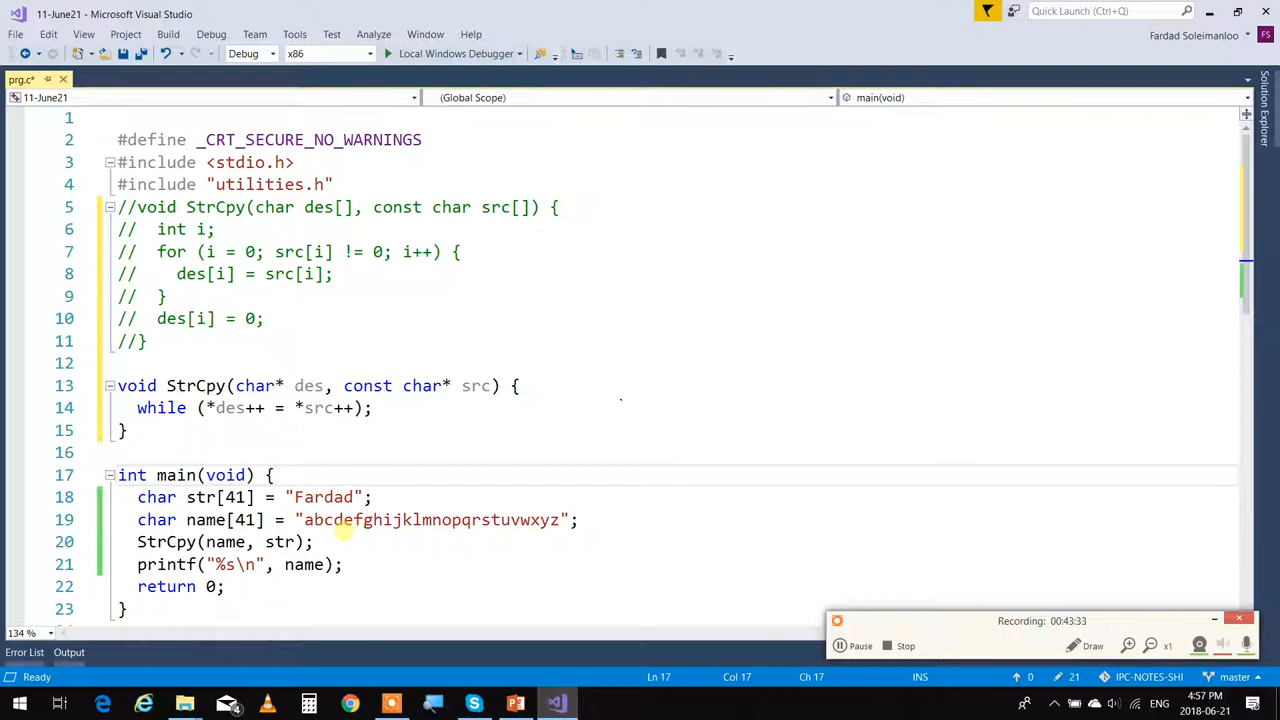 11-June21 - Microsoft Visual Studio
Quick Launch (Ctrl+Q)
File Edit View Project Build Debug Team Tools Test Analyze Window Help
Fardad Soleimanloo FS
Debug x86 Local Windows Debugger
prg.c*
11-June21 (Global Scope) main(void)
1
2 #define _CRT_SECURE_NO_WARNINGS
3 #include <stdio.h>
4 #include "utilities.h"
5 //void StrCpy(char des[], const char src[]) {
6 //  int i;
7 //  for (i = 0; src[i] != 0; i++) {
8 //    des[i] = src[i];
9 //  }
10 //  des[i] = 0;
11 //}
12
13 void StrCpy(char* des, const char* src) {
14   while (*des++ = *src++);
15 }
16
17 int main(void) {
18   char str[41] = "Fardad";
19   char name[41] = "abcdefghijklmnopqrstuvwxyz";
20   StrCpy(name, str);
21   printf("%s\n", name);
22   return 0;
23 }
Solution Explorer
134 %
Recording: 00:43:33
Pause Stop Draw x1
Error List Output
Ready Ln 17 Col 17 Ch 17 INS 0 21 IPC-NOTES-SHI master
4
4:57 PM
2018-06-21